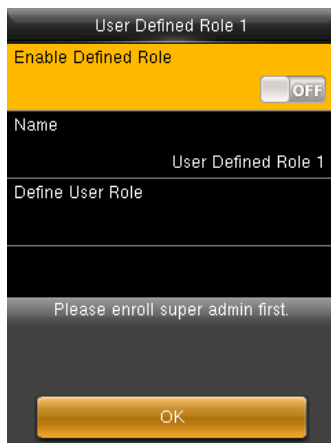 User Defined Role 1
Enable Defined Role
OFF
Name
User Defined Role 1
Define User Role
Please enroll super admin first.
OK